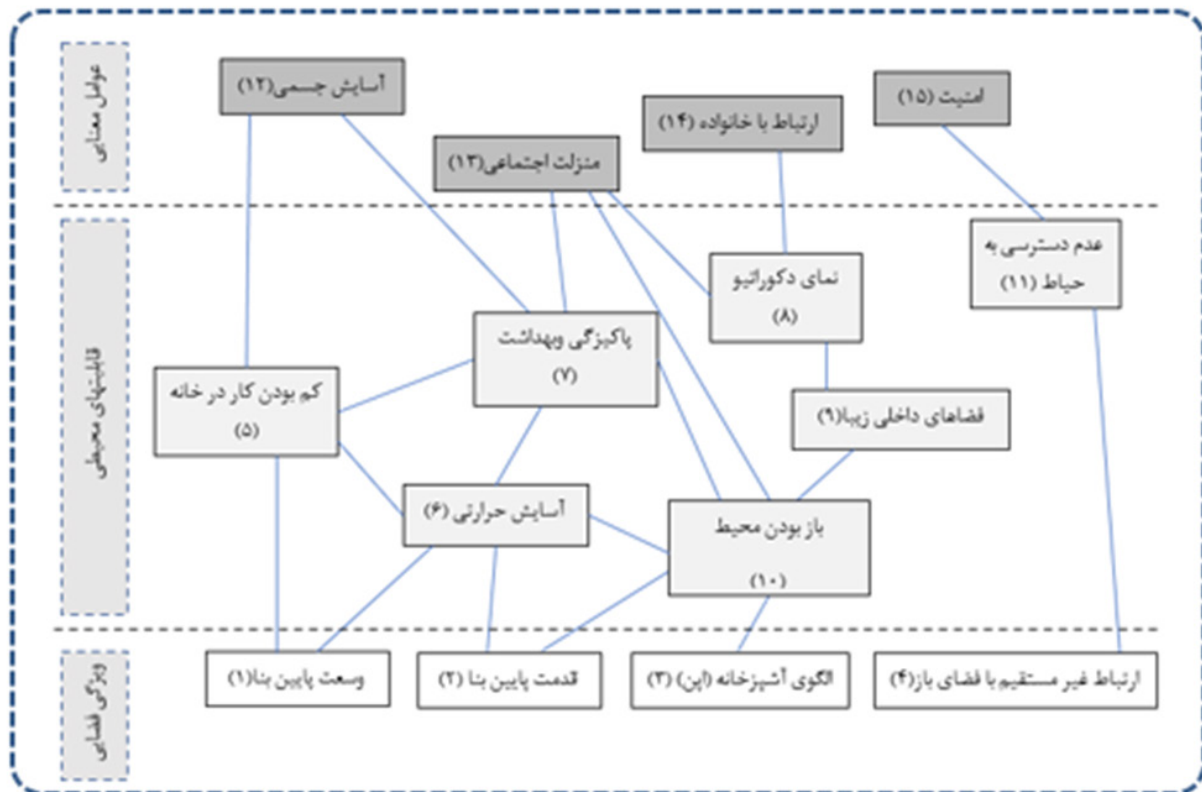 عوامل معنایی
آسایش جسمی(۱۲)
منزلت اجتماعی(۱۳)
ارتباط با خانواده (۱۴)
امنیت (۱۵)
قابلیتهای محیطی
عدم دسترسی به
حیاط (۱۱)
نمای دکوراتیو
(۸)
پاکیزگی وبهداشت
(۷)
کم بودن کار در خانه
(۵)
فضاهای داخلی زیبا(۹)
آسایش حرارتی (۶)
باز بودن محیط
(۱۰)
ویژگی فضایی
وسعت پایین بنا(۱)
قدمت پایین بنا (۲)
الگوی آشپزخانه (اپن) (۳)
ارتباط غیر مستقیم با فضای باز(۴)